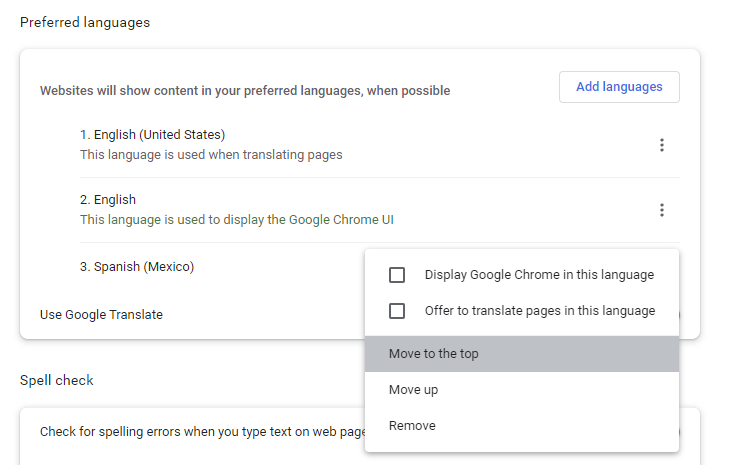 Preferred languages
Websites will show content in your preferred languages, when possible
Add languages
1. English (United States)
This language is used when translating pages
2. English
This language is used to display the Google Chrome UI
3. Spanish (Mexico)
Display Google Chrome in this language
Offer to translate pages in this language
Use Google Translate
Move to the top
Move up
Remove
Spell check
Check for spelling errors when you type text on web page